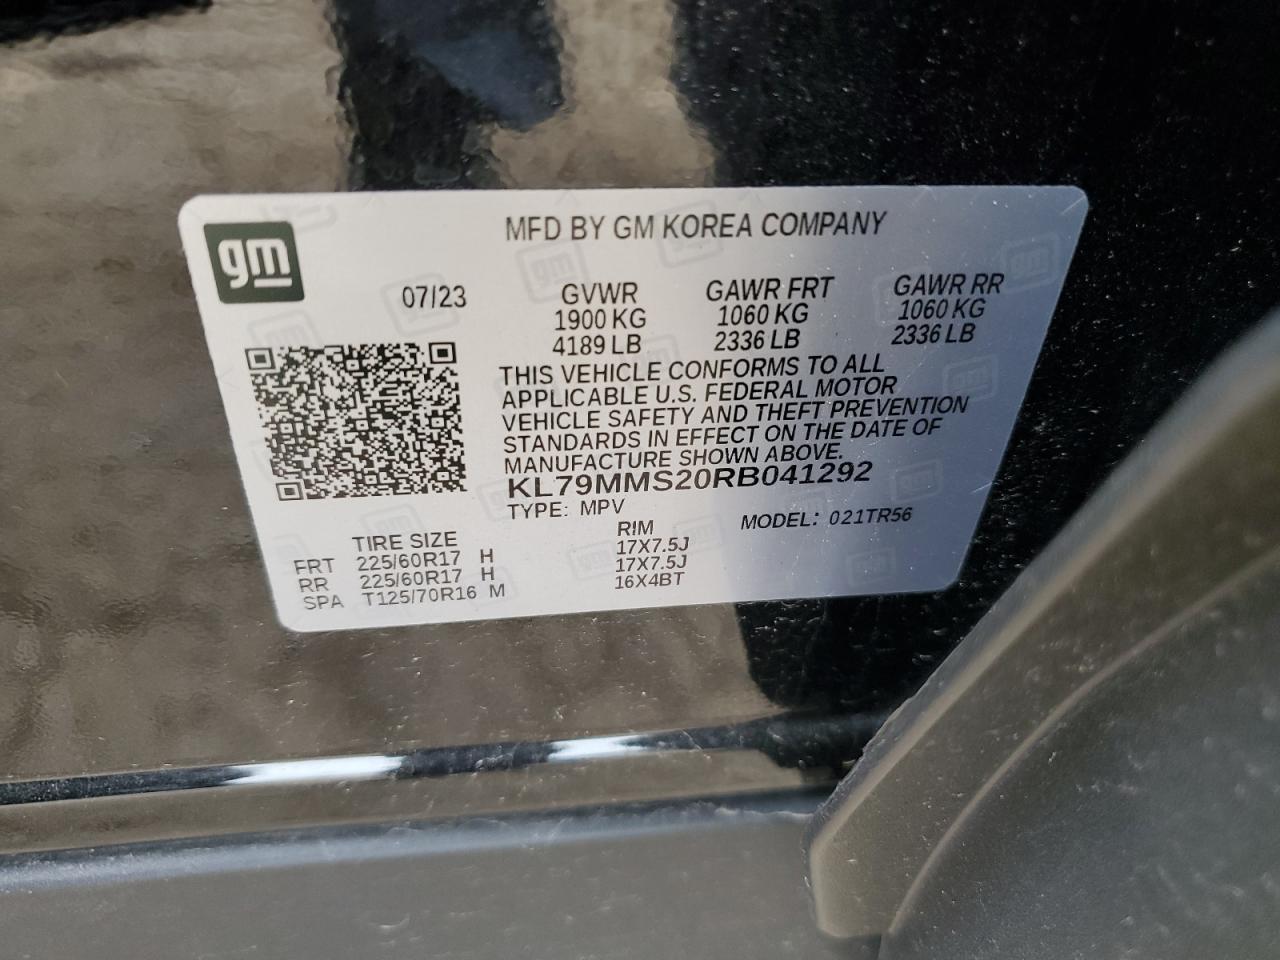 gm
MFD BY GM KOREA COMPANY
07/23
GVWR GAWR FRT GAWR RR
1900 KG 1060 KG 1060 KG
4189 LB 2336 LB 2336 LB
THIS VEHICLE CONFORMS TO ALL
APPLICABLE U.S. FEDERAL MOTOR
VEHICLE SAFETY AND THEFT PREVENTION
STANDARDS IN EFFECT ON THE DATE OF
MANUFACTURE SHOWN ABOVE.
KL79MMS20RB041292
TYPE: MPV
MODEL: 021TR56
TIRE SIZE RIM
FRT 225/60R17 H 17X7.5J
RR 225/60R17 H 17X7.5J
SPA T125/70R16 M 16X4BT